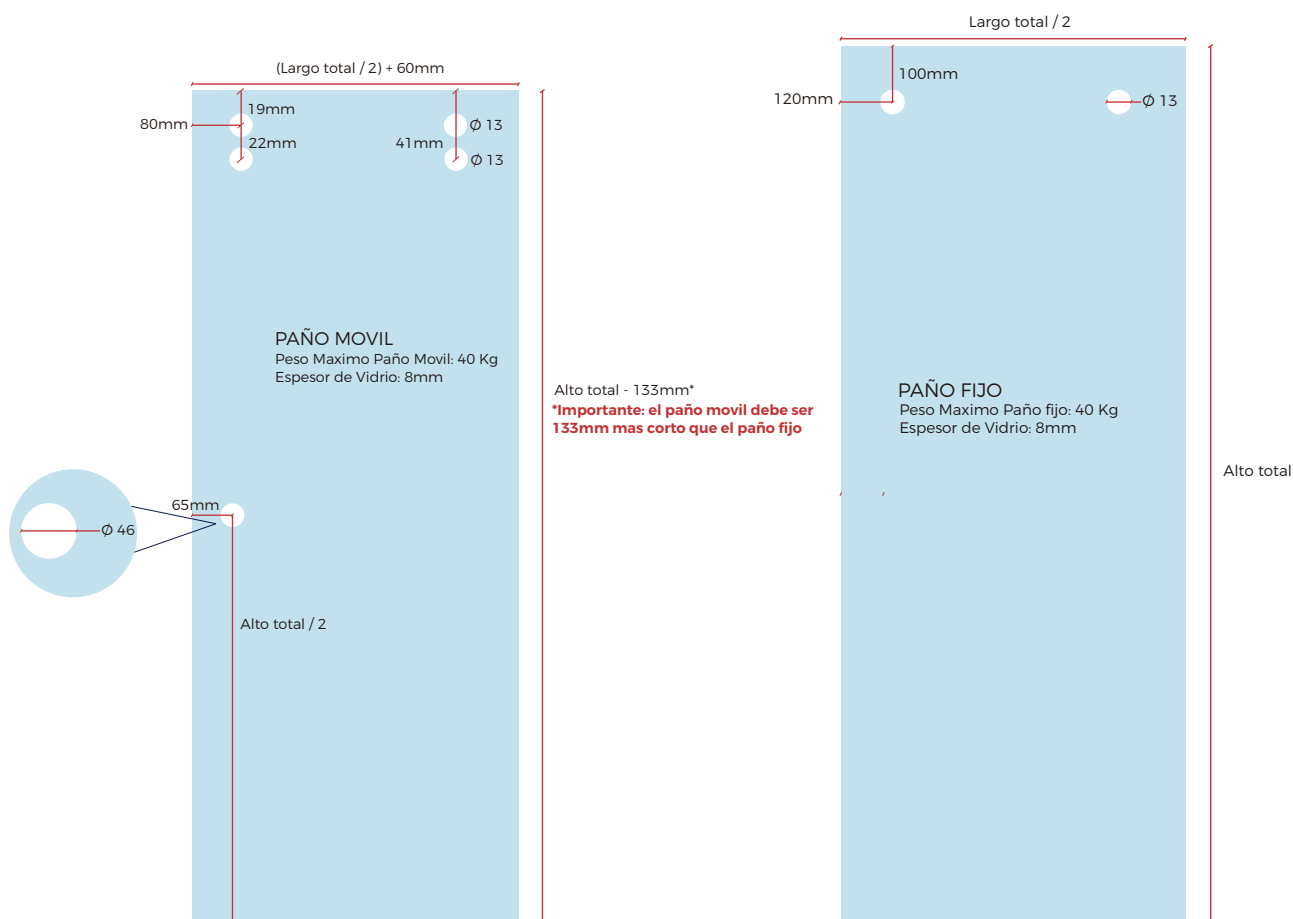 Largo total / 2
(Largo total / 2) + 60mm
100mm
120mm
Ø 13
19mm
80mm
Ø 13
22mm
41mm
Ø 13
PAÑO MOVIL
Peso Maximo Paño Movil: 40 Kg
Espesor de Vidrio: 8mm
Alto total - 133mm*
*Importante: el paño movil debe ser
133mm mas corto que el paño fijo
PAÑO FIJO
Peso Maximo Paño fijo: 40 Kg
Espesor de Vidrio: 8mm
Alto total
65mm
Ø 46
Alto total / 2